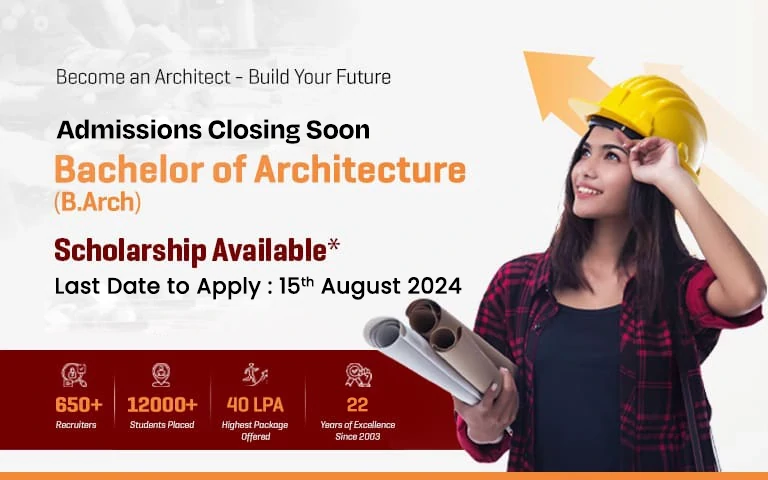 Become an Architect - Build Your Future
Admissions Closing Soon
Bachelor of Architecture
(B.Arch)
Scholarship Available*
Last Date to Apply : 15th August 2024
650+
Recruiters
12000+
Students Placed
40 LPA
Highest Package
Offered
22
Years of Excellence
Since 2003